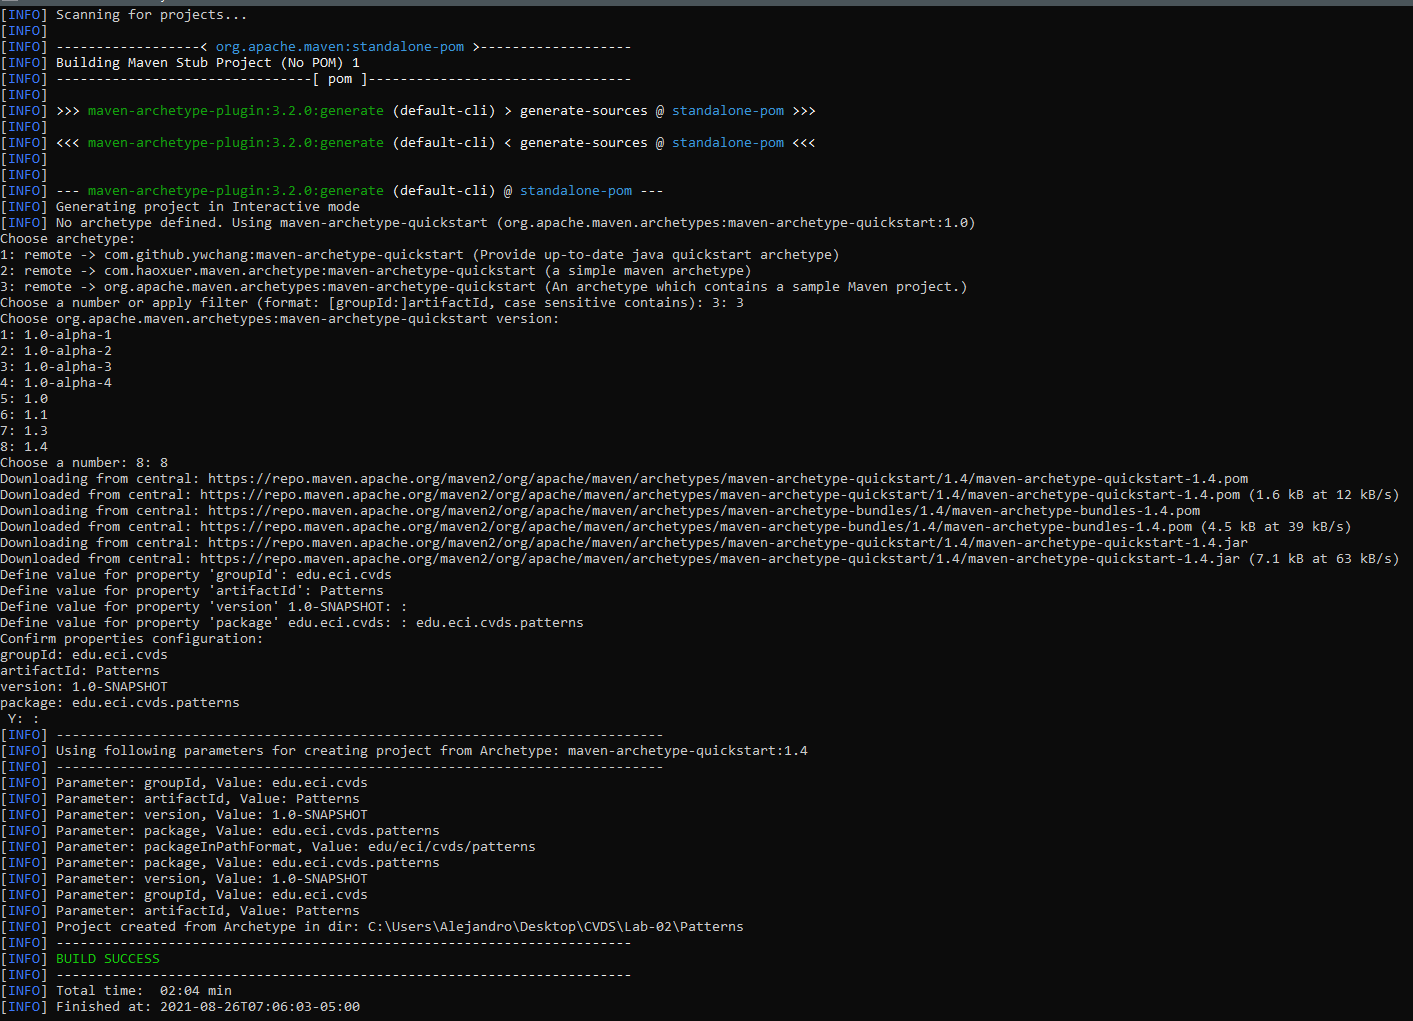 [INFO] Scanning for projects...
[INFO]
[INFO] ------------------< org.apache.maven:standalone-pom >-------------------
[INFO] Building Maven Stub Project (No POM) 1
[INFO] --------------------------------[ pom ]---------------------------------
[INFO]
[INFO] >>> maven-archetype-plugin:3.2.0:generate (default-cli) > generate-sources @ standalone-pom >>>
[INFO]
[INFO] <<< maven-archetype-plugin:3.2.0:generate (default-cli) < generate-sources @ standalone-pom <<<
[INFO]
[INFO]
[INFO] --- maven-archetype-plugin:3.2.0:generate (default-cli) @ standalone-pom ---
[INFO] Generating project in Interactive mode
[INFO] No archetype defined. Using maven-archetype-quickstart (org.apache.maven.archetypes:maven-archetype-quickstart:1.0)
Choose archetype:
1: remote -> com.github.ywchang:maven-archetype-quickstart (Provide up-to-date java quickstart archetype)
2: remote -> com.haoxuer.maven.archetype:maven-archetype-quickstart (a simple maven archetype)
3: remote -> org.apache.maven.archetypes:maven-archetype-quickstart (An archetype which contains a sample Maven project.)
Choose a number or apply filter (format: [groupId:]artifactId, case sensitive contains): 3: 3
Choose org.apache.maven.archetypes:maven-archetype-quickstart version:
1: 1.0-alpha-1
2: 1.0-alpha-2
3: 1.0-alpha-3
4: 1.0-alpha-4
5: 1.0
6: 1.1
7: 1.3
8: 1.4
Choose a number: 8: 8
Downloading from central: https://repo.maven.apache.org/maven2/org/apache/maven/archetypes/maven-archetype-quickstart/1.4/maven-archetype-quickstart-1.4.pom
Downloaded from central: https://repo.maven.apache.org/maven2/org/apache/maven/archetypes/maven-archetype-quickstart/1.4/maven-archetype-quickstart-1.4.pom (1.6 kB at 12 kB/s)
Downloading from central: https://repo.maven.apache.org/maven2/org/apache/maven/archetypes/maven-archetype-bundles/1.4/maven-archetype-bundles-1.4.pom
Downloaded from central: https://repo.maven.apache.org/maven2/org/apache/maven/archetypes/maven-archetype-bundles/1.4/maven-archetype-bundles-1.4.pom (4.5 kB at 39 kB/s)
Downloading from central: https://repo.maven.apache.org/maven2/org/apache/maven/archetypes/maven-archetype-quickstart/1.4/maven-archetype-quickstart-1.4.jar
Downloaded from central: https://repo.maven.apache.org/maven2/org/apache/maven/archetypes/maven-archetype-quickstart/1.4/maven-archetype-quickstart-1.4.jar (7.1 kB at 63 kB/s)
Define value for property 'groupId': edu.eci.cvds
Define value for property 'artifactId': Patterns
Define value for property 'version' 1.0-SNAPSHOT: :
Define value for property 'package' edu.eci.cvds: : edu.eci.cvds.patterns
Confirm properties configuration:
groupId: edu.eci.cvds
artifactId: Patterns
version: 1.0-SNAPSHOT
package: edu.eci.cvds.patterns
 Y: :
[INFO] ----------------------------------------------------------------------------
[INFO] Using following parameters for creating project from Archetype: maven-archetype-quickstart:1.4
[INFO] ----------------------------------------------------------------------------
[INFO] Parameter: groupId, Value: edu.eci.cvds
[INFO] Parameter: artifactId, Value: Patterns
[INFO] Parameter: version, Value: 1.0-SNAPSHOT
[INFO] Parameter: package, Value: edu.eci.cvds.patterns
[INFO] Parameter: packageInPathFormat, Value: edu/eci/cvds/patterns
[INFO] Parameter: package, Value: edu.eci.cvds.patterns
[INFO] Parameter: version, Value: 1.0-SNAPSHOT
[INFO] Parameter: groupId, Value: edu.eci.cvds
[INFO] Parameter: artifactId, Value: Patterns
[INFO] Project created from Archetype in dir: C:\Users\Alejandro\Desktop\CVDS\Lab-02\Patterns
[INFO] ------------------------------------------------------------------------
[INFO] BUILD SUCCESS
[INFO] ------------------------------------------------------------------------
[INFO] Total time:  02:04 min
[INFO] Finished at: 2021-08-26T07:06:03-05:00